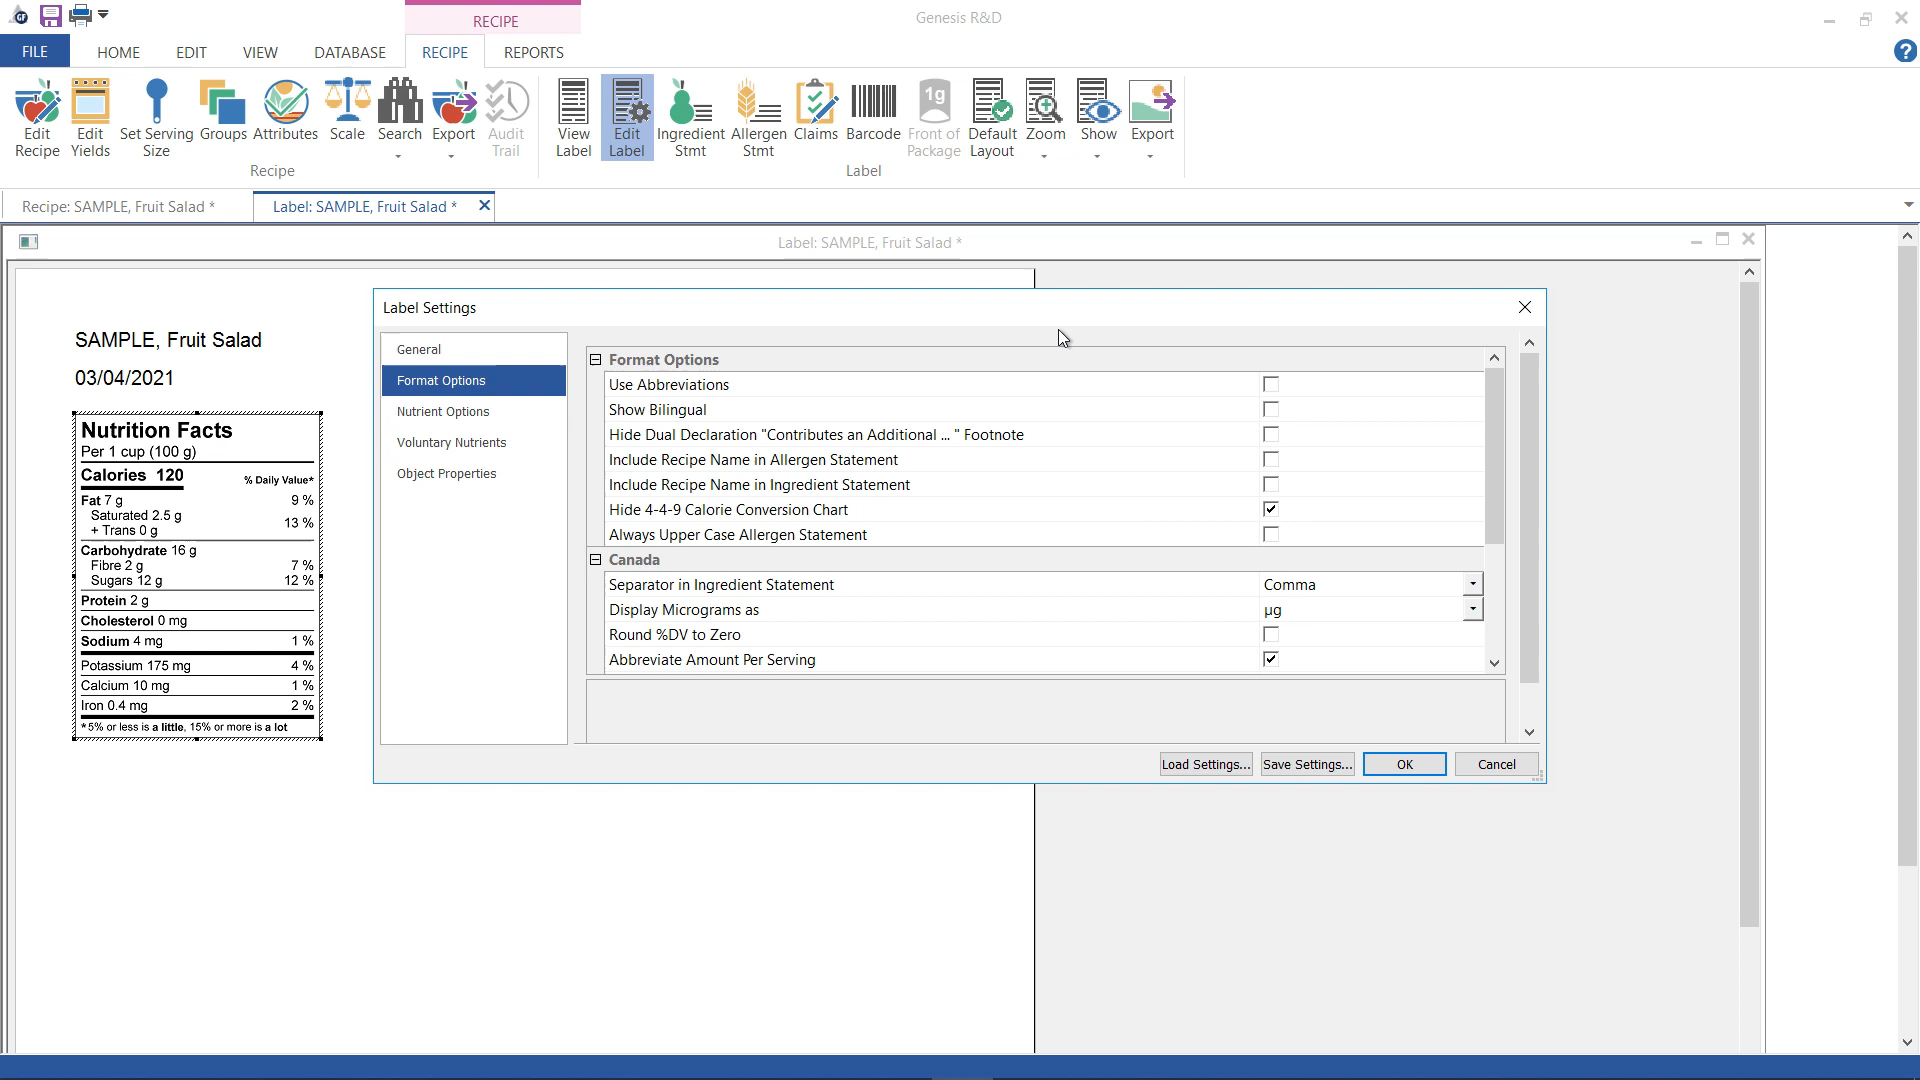 GF
RECIPE
Genesis R&D
FILE
HOME
EDIT
VIEW
DATABASE
RECIPE
REPORTS
?
Edit Recipe
Edit Yields
Set Serving Size
Groups
Attributes
Scale
Search
Export
Audit Trail
View Label
Edit Label
Ingredient Stmt
Allergen Stmt
Claims
Barcode
1g
Front of Package
Default Layout
Zoom
Show
Export
Recipe
Label
Recipe: SAMPLE, Fruit Salad *
Label: SAMPLE, Fruit Salad *
Label: SAMPLE, Fruit Salad *
SAMPLE, Fruit Salad
03/04/2021
Nutrition Facts
Per 1 cup (100 g)
Calories 120
% Daily Value*
Fat 7 g 9 %
Saturated 2.5 g 13 %
+ Trans 0 g
Carbohydrate 16 g
Fibre 2 g 7 %
Sugars 12 g 12 %
Protein 2 g
Cholesterol 0 mg
Sodium 4 mg 1 %
Potassium 175 mg 4 %
Calcium 10 mg 1 %
Iron 0.4 mg 2 %
*5% or less is a little, 15% or more is a lot
Label Settings
General
Format Options
Nutrient Options
Voluntary Nutrients
Object Properties
Format Options
Use Abbreviations
Show Bilingual
Hide Dual Declaration "Contributes an Additional ... " Footnote
Include Recipe Name in Allergen Statement
Include Recipe Name in Ingredient Statement
Hide 4-4-9 Calorie Conversion Chart
Always Upper Case Allergen Statement
Canada
Separator in Ingredient Statement Comma
Display Micrograms as µg
Round %DV to Zero
Abbreviate Amount Per Serving
Load Settings...
Save Settings...
OK
Cancel